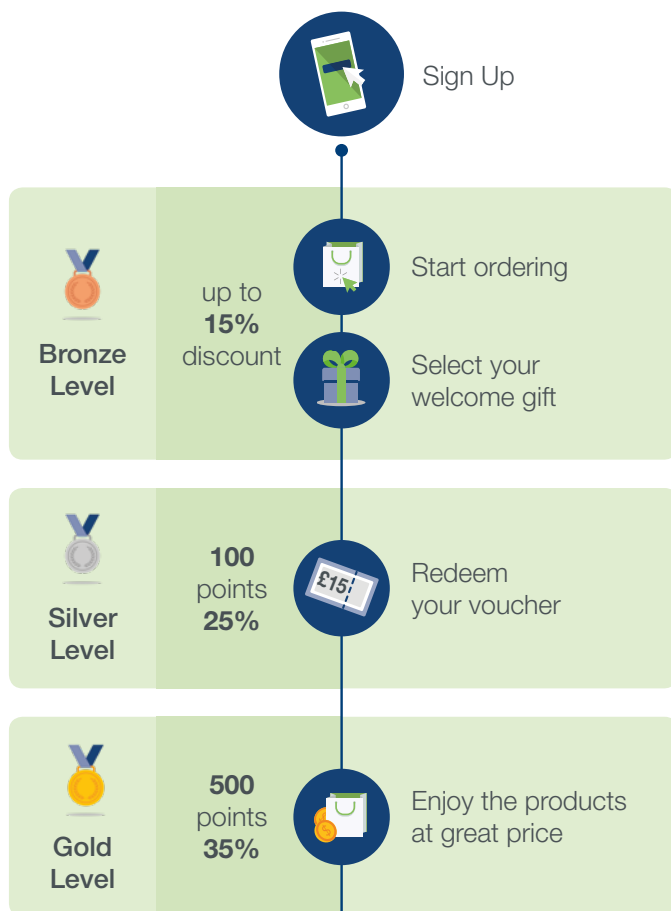 Sign Up
Bronze
Level
up to
15%
discount
Start ordering
Select your
welcome gift
Silver
Level
100
points
25%
£15
Redeem
your voucher
Gold
Level
500
points
35%
Enjoy the products
at great price